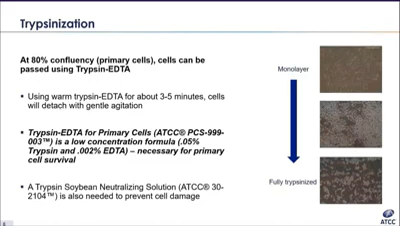 Trypsinization
At 80% confluency (primary cells), cells can be
passed using Trypsin-EDTA
• Using warm trypsin-EDTA for about 3-5 minutes, cells
will detach with gentle agitation
• Trypsin-EDTA for Primary Cells (ATCC® PCS-999-
003™) is a low concentration formula (.05%
Trypsin and .002% EDTA) – necessary for primary
cell survival
• A Trypsin Soybean Neutralizing Solution (ATCC® 30-
2104™) is also needed to prevent cell damage
Monolayer
Fully trypsinized
ATCC